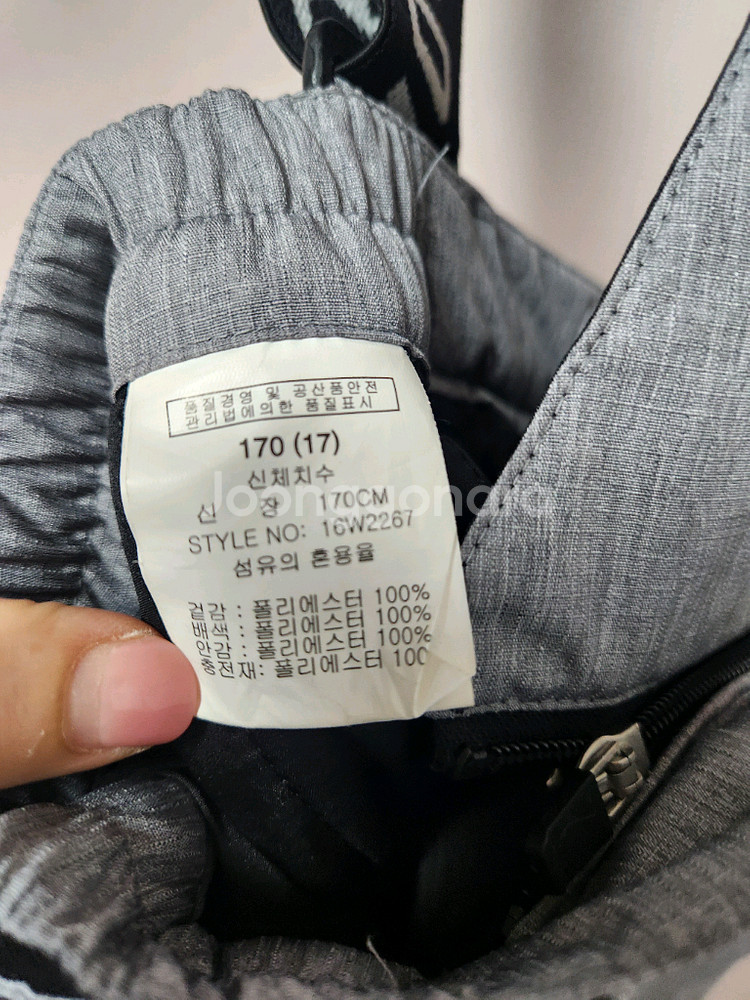 품질경영 및 공산품안전
관리법에의한 품질표시
170 (17)
신체치수
신 장 170CM
STYLE NO: 16W2267
섬유의 혼용율
겉감 : 폴리에스터 100%
배색 : 폴리에스터 100%
안감 : 폴리에스터 100%
충전재: 폴리에스터 100
Joonggonara